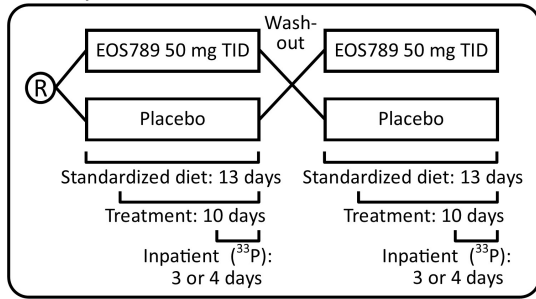 Wash-
out
EOS789 50 mg TID
EOS789 50 mg TID
R
Placebo
Placebo
Standardized diet: 13 days
Standardized diet: 13 days
Treatment: 10 days
Treatment: 10 days
Inpatient (³³P):
3 or 4 days
Inpatient (³³P):
3 or 4 days